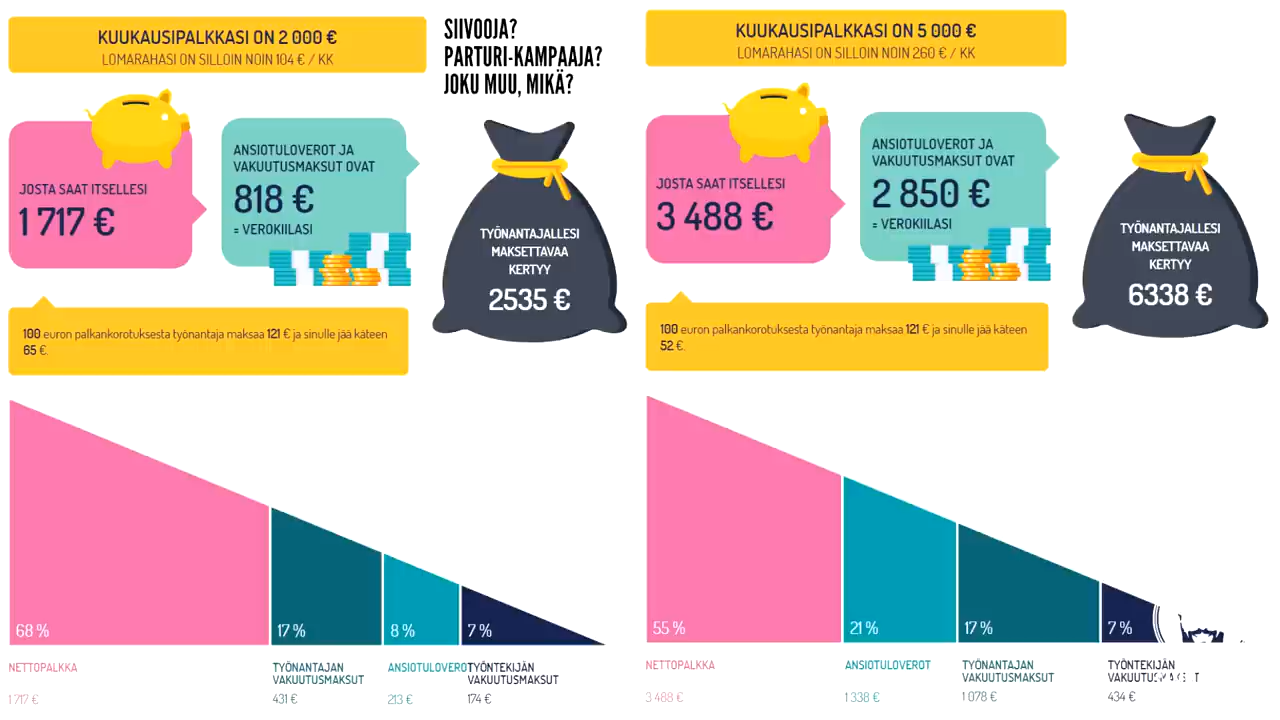 KUUKAUSIPALKKASI ON 2 000 €
LOMARAHASI ON SILLOIN NOIN 104 € / KK
SIIVOOJA?
PARTURI-KAMPAAJA?
JOKU MUU, MIKÄ?
JOSTA SAAT ITSELLESI
1 717 €
ANSIOTULOVEROT JA
VAKUUTUSMAKSUT OVAT
818 €
= VEROKIILASI
TYÖNANTAJALLESI
MAKSETTAVAA
KERTYY
2535 €
100 euron palkankorotuksesta työnantaja maksaa 121 € ja sinulle jää käteen
65 €.
68 %
17 %
8 %
7 %
NETTOPALKKA
1 717 €
TYÖNANTAJAN
VAKUUTUSMAKSUT
431 €
ANSIOTULOVEROT
213 €
TYÖNTEKIJÄN
VAKUUTUSMAKSUT
174 €
KUUKAUSIPALKKASI ON 5 000 €
LOMARAHASI ON SILLOIN NOIN 260 € / KK
JOSTA SAAT ITSELLESI
3 488 €
ANSIOTULOVEROT JA
VAKUUTUSMAKSUT OVAT
2 850 €
= VEROKIILASI
TYÖNANTAJALLESI
MAKSETTAVAA
KERTYY
6338 €
100 euron palkankorotuksesta työnantaja maksaa 121 € ja sinulle jää käteen
52 €.
55 %
21 %
17 %
7 %
NETTOPALKKA
3 488 €
ANSIOTULOVEROT
1 338 €
TYÖNANTAJAN
VAKUUTUSMAKSUT
1 078 €
TYÖNTEKIJÄN
434 €